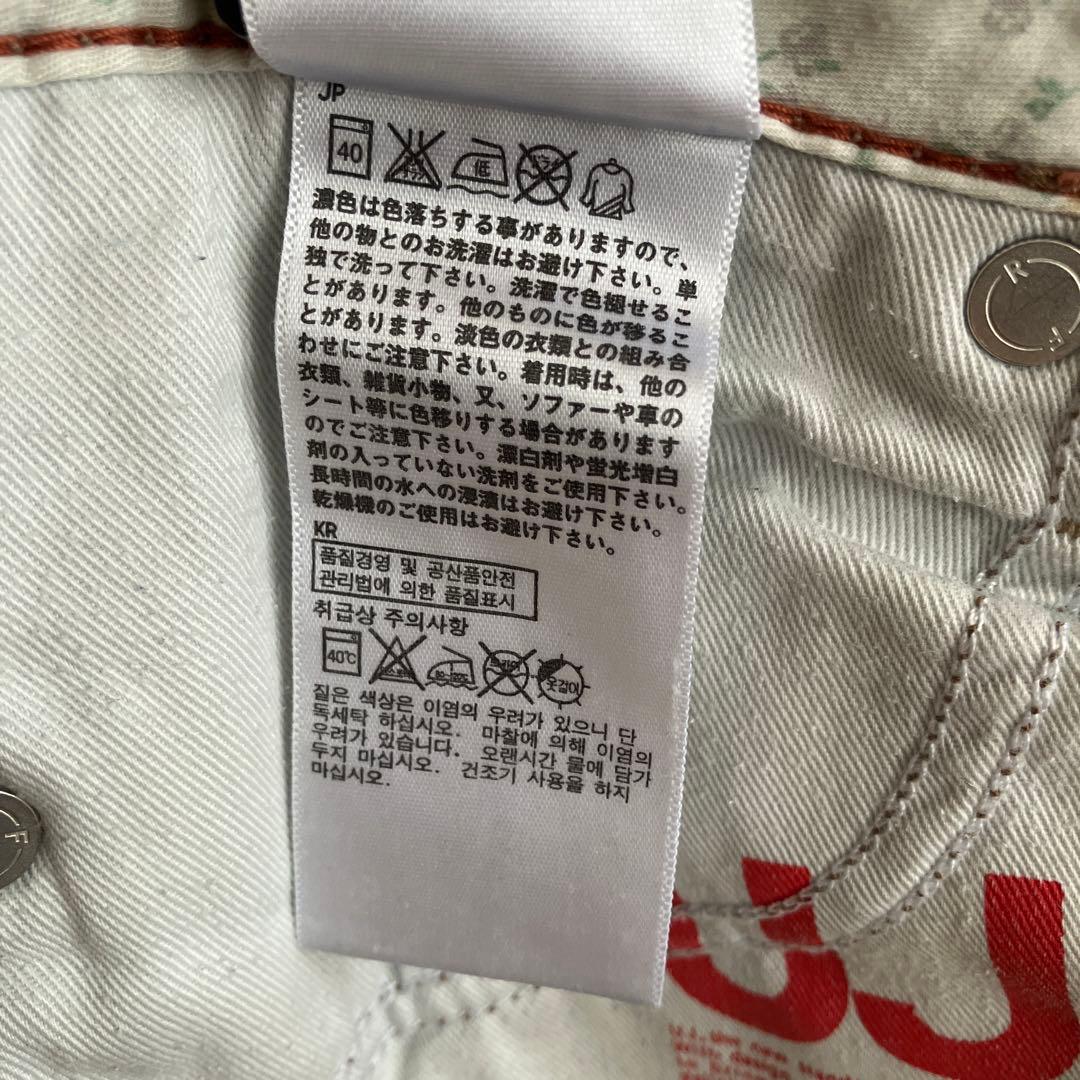 JP
40
低
濃色は色落ちする事がありますので、
他の物とのお洗濯はお避け下さい。単
独で洗って下さい。洗濯で色褪せるこ
とがあります。他のものに色が移るこ
とがあります。淡色の衣類との組み合
わせにご注意下さい。着用時は、他の
衣類、雑貨小物、又、ソファーや車の
シート等に色移りする場合があります
のでご注意下さい。漂白剤や蛍光増白
剤の入っていない洗剤をご使用下さい。
長時間の水への浸漬はお避け下さい。
乾燥機のご使用はお避け下さい。
KR
품질경영 및 공산품안전
관리법에 의한 품질표시
취급상 주의사항
40℃
옷걸이
짙은 색상은 이염의 우려가 있으니 단
독세탁 하십시오. 마찰에 의해 이염의
우려가 있습니다. 오랜시간 물에 담가
두지 마십시오. 건조기 사용을 하지
마십시오.
R
F
F